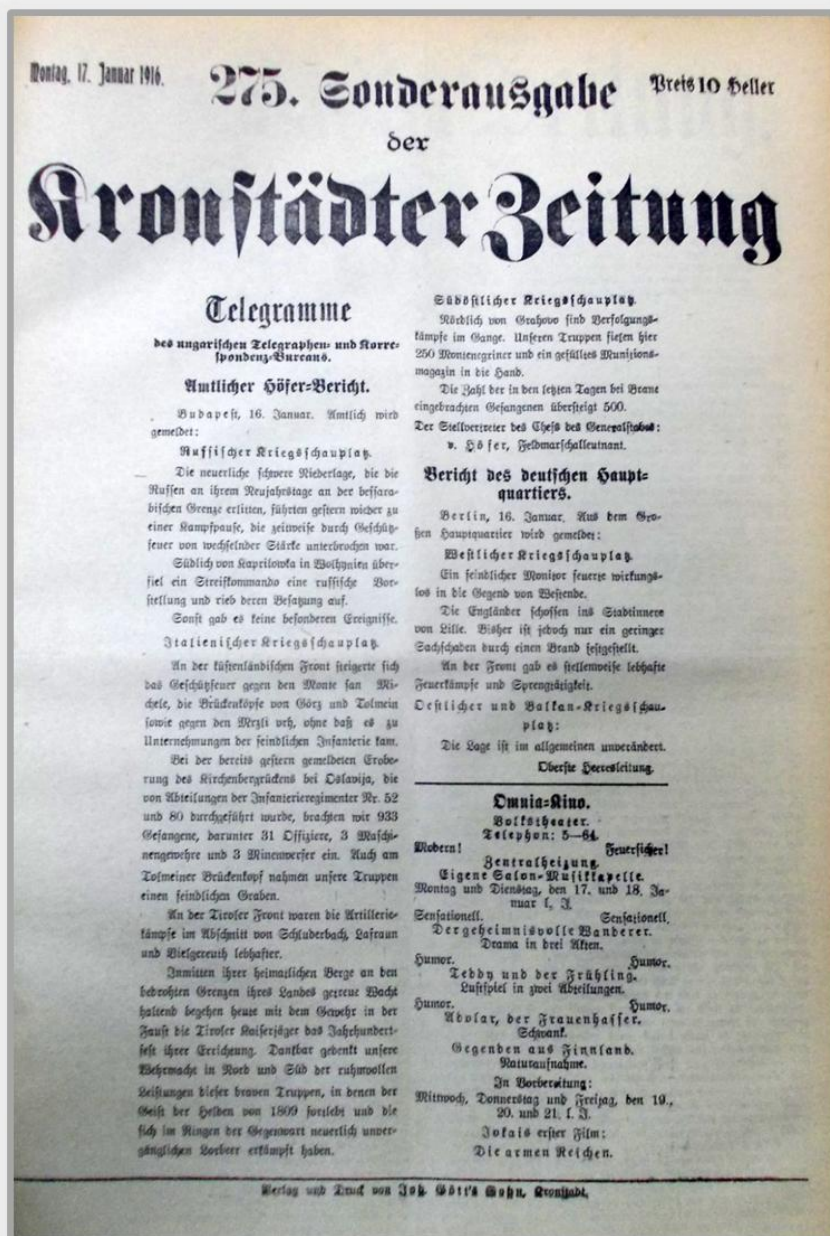 Montag, 17. Januar 1916.
275. Sonderausgabe
Preis 10 Heller
der
Kronstädter Zeitung
Telegramme
des ungarischen Telegraphen- und Korre-
spondenz-Bureaus.
Amtlicher Höfer-Bericht.
Budapest, 16. Januar. Amtlich wird
gemeldet:
Russischer Kriegsschauplatz.
Die neuerliche schwere Niederlage, die die
Russen an ihrem Neujahrstage an der bessara-
bischen Grenze erlitten, führten gestern wieder zu
einer Kampfpause, die zeitweise durch Geschütz-
feuer von wechselnder Stärke unterbrochen war.
Südlich von Kaprilowka in Wolhynien über-
fiel ein Streifkommando eine russische Vor-
stellung und rieb deren Besatzung auf.
Sonst gab es keine besonderen Ereignisse.
Italienischer Kriegsschauplatz.
An der küstenländischen Front steigerte sich
das Geschützfeuer gegen den Monte san Mi-
chele, die Brückenköpfe von Görz und Tolmein
sowie gegen den Mrzli vrh, ohne daß es zu
Unternehmungen der feindlichen Infanterie kam.
Bei der bereits gestern gemeldeten Erobe-
rung des Kirchenbergrückens bei Oslavija, die
von Abteilungen der Infanterieregimenter Nr. 52
und 80 durchgeführt wurde, brachten wir 933
Gefangene, darunter 31 Offiziere, 3 Maschi-
nengewehre und 3 Minenwerfer ein. Auch am
Tolmeiner Brückenkopf nahmen unsere Truppen
einen feindlichen Graben.
An der Tiroler Front waren die Artillerie-
kämpfe im Abschnitt von Schluderbach, Lafraun
und Vielgereuth lebhafter.
Inmitten ihrer heimatlichen Berge an den
bedrohten Grenzen ihres Landes getreue Wacht
haltend begehen heute mit dem Gewehr in der
Faust die Tiroler Kaiserjäger das Jahrhundert-
fest ihrer Errichtung. Dankbar gedenkt unsere
Wehrmacht in Nord und Süd der ruhmvollen
Leistungen dieser braven Truppen, in denen der
Geist der Helden von 1809 fortlebt und die
sich im Ringen der Gegenwart neuerlich unver-
gänglichen Lorbeer erkämpft haben.
Südöstlicher Kriegsschauplatz.
Nördlich von Grahovo sind Verfolgungs-
kämpfe im Gange. Unseren Truppen fielen hier
250 Montenegriner und ein gefülltes Munitions-
magazin in die Hand.
Die Zahl der in den letzten Tagen bei Berane
eingebrachten Gefangenen übersteigt 500.
Der Stellvertreter des Chefs des Generalstabes:
v. Höfer, Feldmarschalleutnant.
Bericht des deutschen Haupt-
quartiers.
Berlin, 16. Januar. Aus dem Gro-
ßen Hauptquartier wird gemeldet:
Westlicher Kriegsschauplatz.
Ein feindlicher Monitor feuerte wirkungs-
los in die Gegend von Westende.
Die Engländer schossen ins Stadtinnere
von Lille. Bisher ist jedoch nur ein geringer
Sachschaden durch einen Brand festgestellt.
An der Front gab es stellenweise lebhafte
Feuerkämpfe und Sprengtätigkeit.
Oestlicher und Balkan-Kriegsschau-
platz:
Die Lage ist im allgemeinen unverändert.
Oberste Heeresleitung.
Omnia-Kino.
Volkstheater.
Telephon: 5—64.
Modern! Feuersicher!
Zentralheizung.
Eigene Salon-Musikkapelle.
Montag und Dienstag, den 17. und 18. Ja-
nuar l. J.
Sensationell. Sensationell.
Der geheimnisvolle Wanderer.
Drama in drei Akten.
Humor. Humor.
Teddy und der Frühling.
Lustspiel in zwei Abteilungen.
Humor. Humor.
Adolar, der Frauenhasser.
Schwank.
Gegenden aus Finnland.
Naturaufnahme.
In Vorbereitung:
Mittwoch, Donnerstag und Freitag, den 19.,
20. und 21. l. J.
Jokais erster Film:
Die armen Reichen.
Verlag und Druck von Joh. Gött's Sohn, Kronstadt.